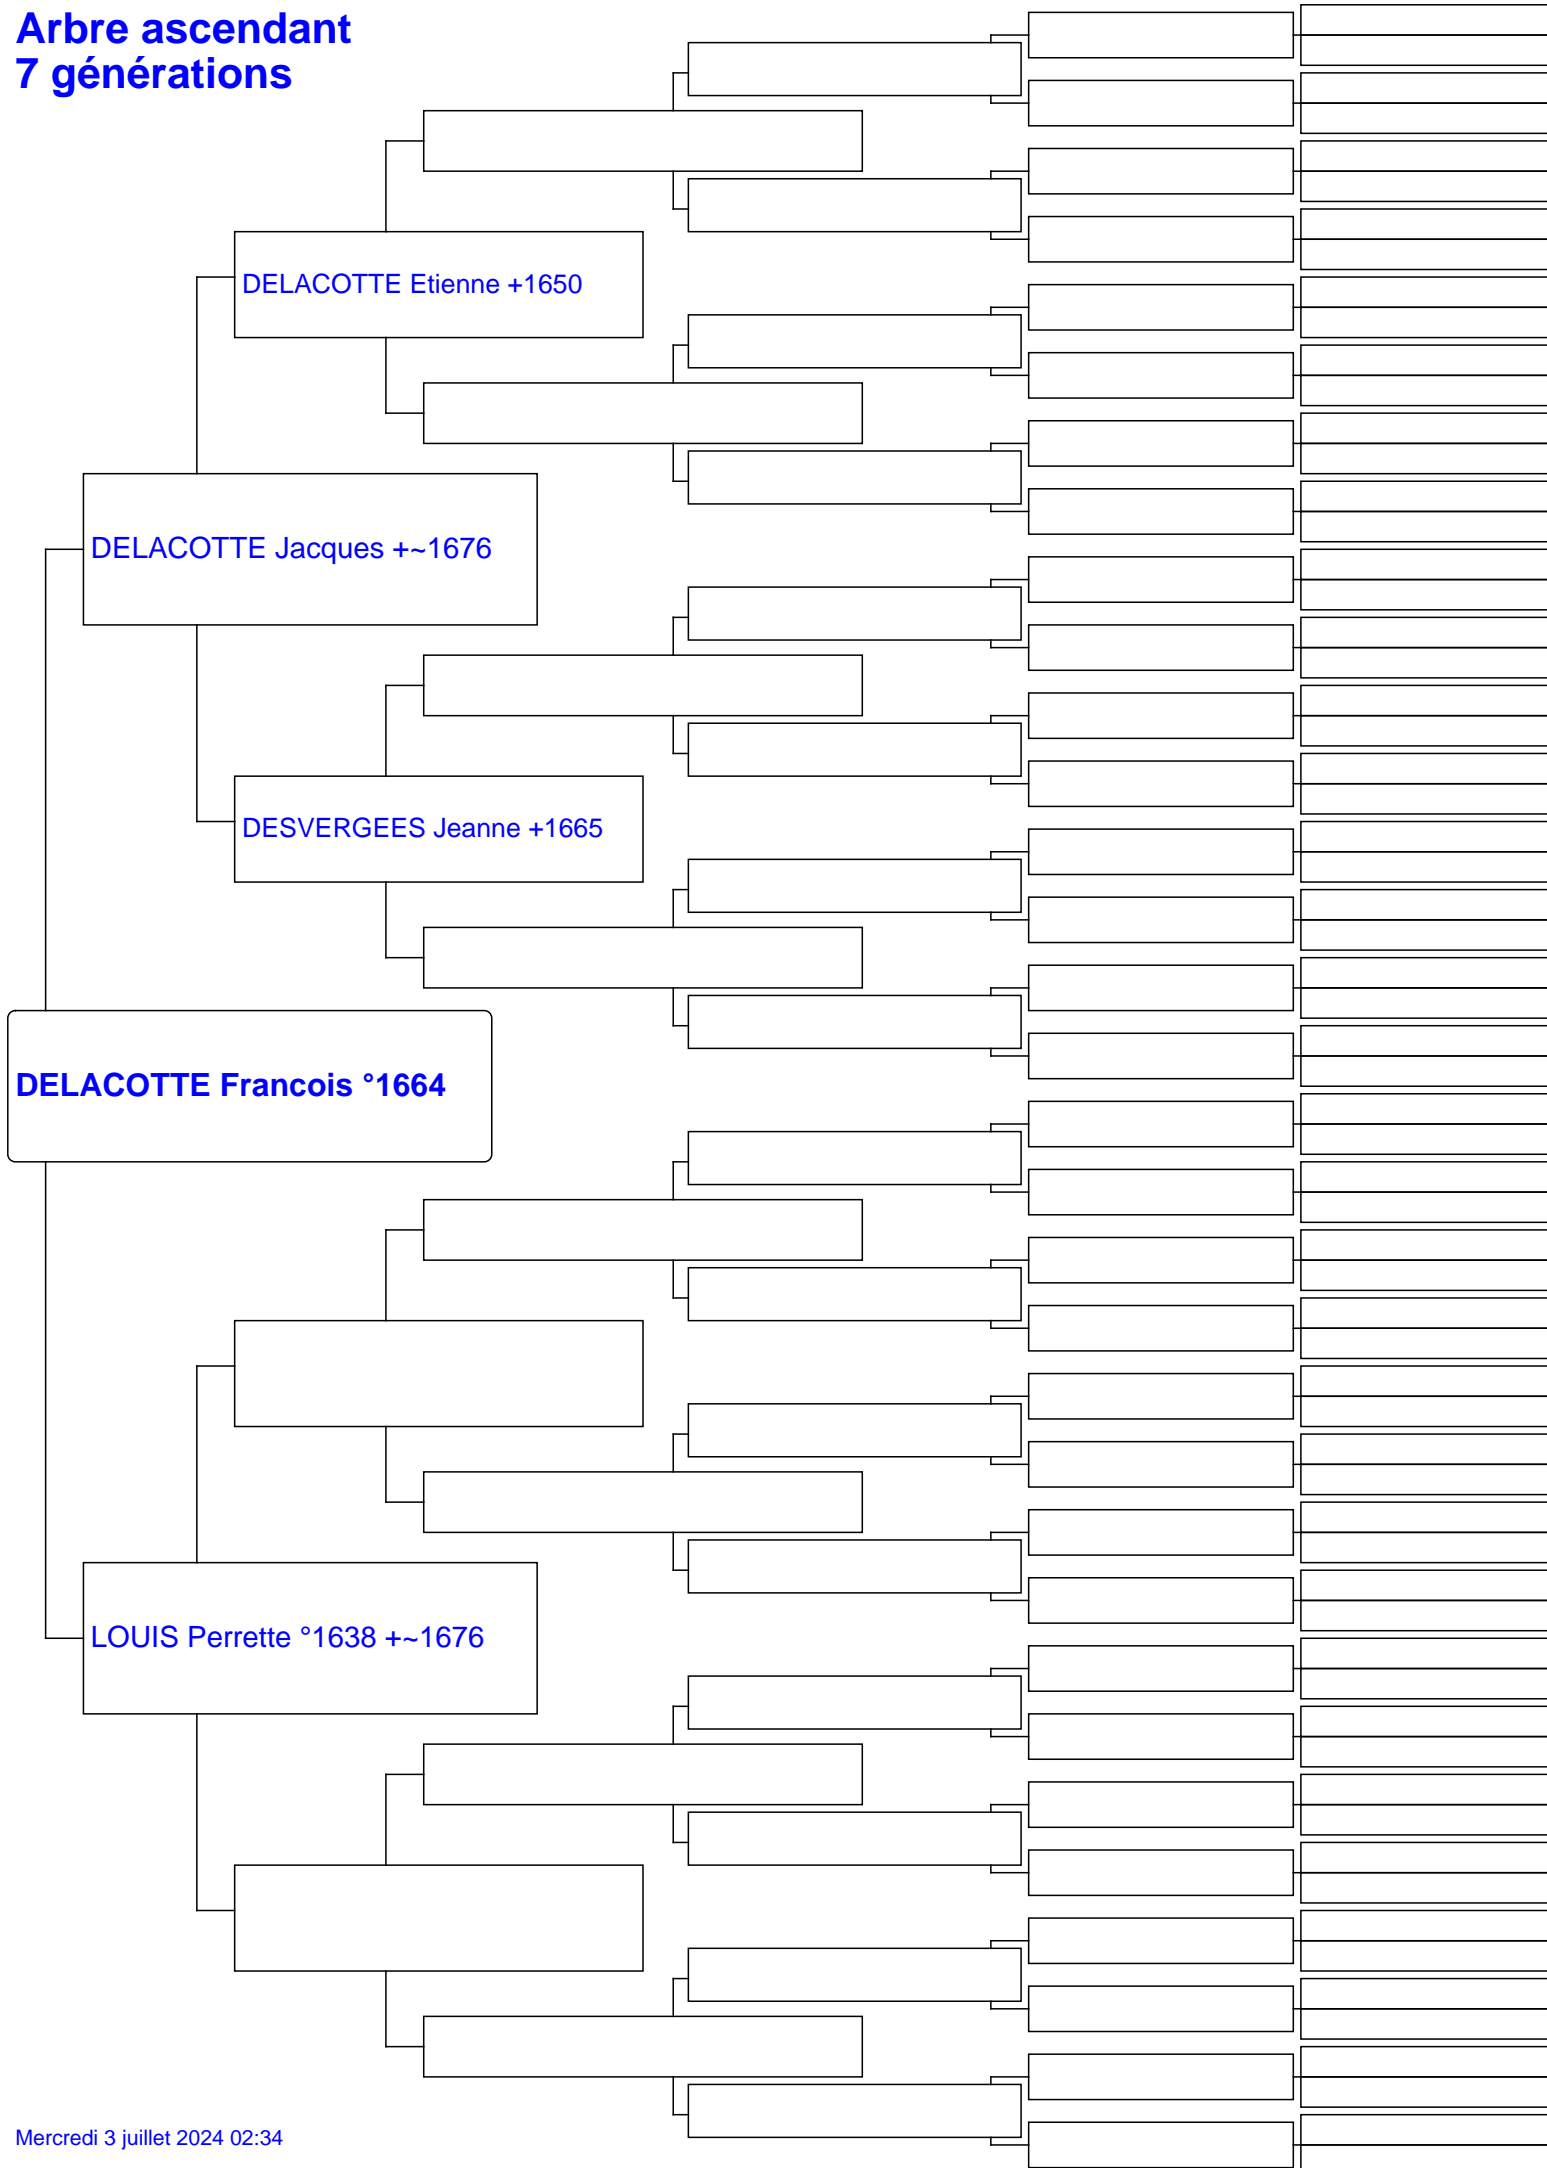 Arbre ascendant
7 générations
DELACOTTE Etienne +1650
DELACOTTE Jacques +~1676
DESVERGEES Jeanne +1665
DELACOTTE Francois °1664
LOUIS Perrette °1638 +~1676
Mercredi 3 juillet 2024 02:34